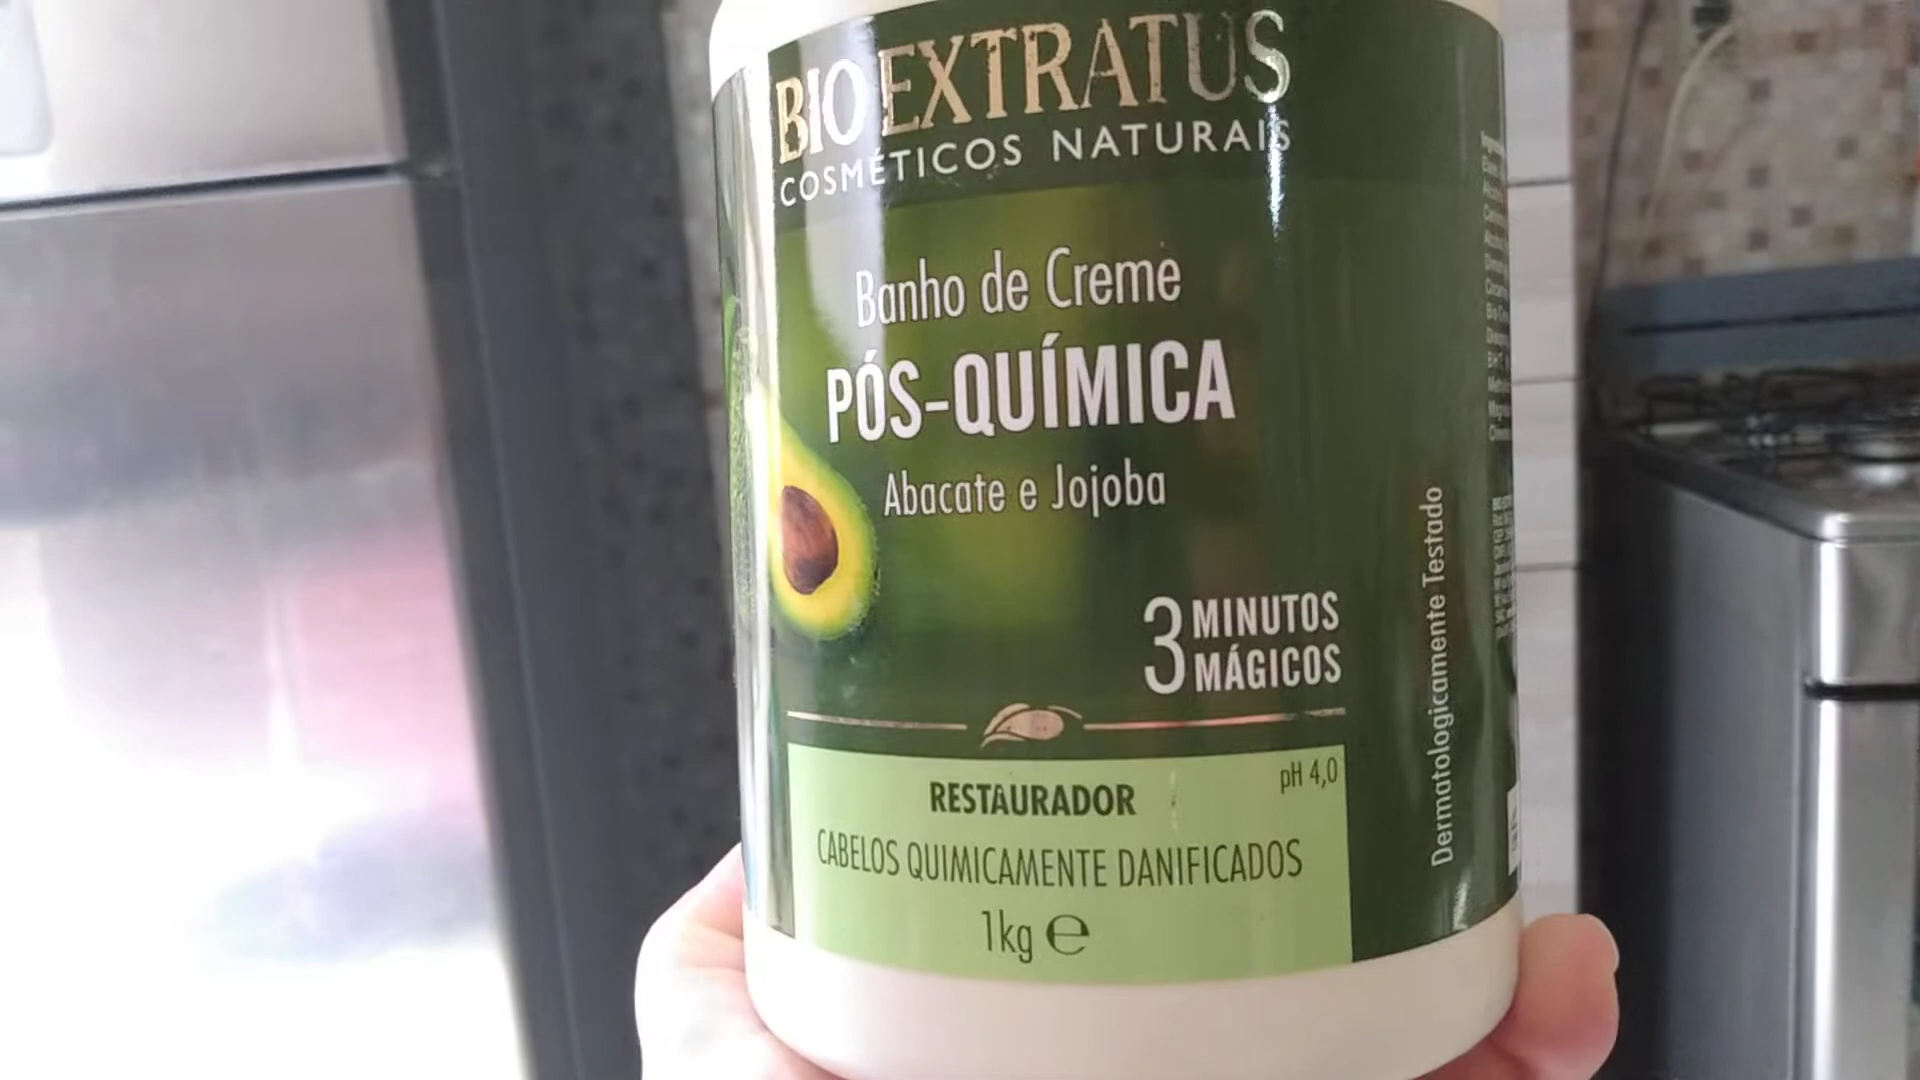 BIO EXTRATUS
COSMÉTICOS NATURAIS
Banho de Creme
PÓS-QUÍMICA
Abacate e Jojoba
3 MINUTOS
MÁGICOS
pH 4,0
RESTAURADOR
CABELOS QUIMICAMENTE DANIFICADOS
1kg ℮
Dermatologicamente Testado